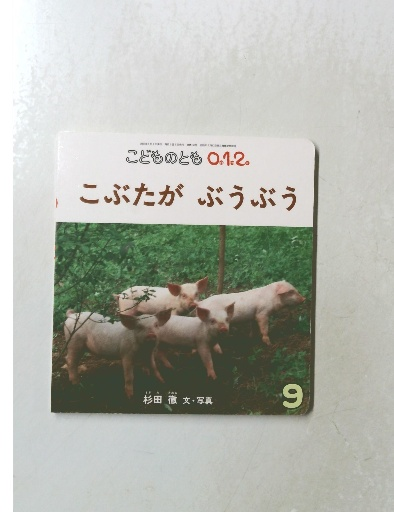 こどものとも 0.1.2.
こぶたが ぶうぶう
杉田 徹 文・写真
9